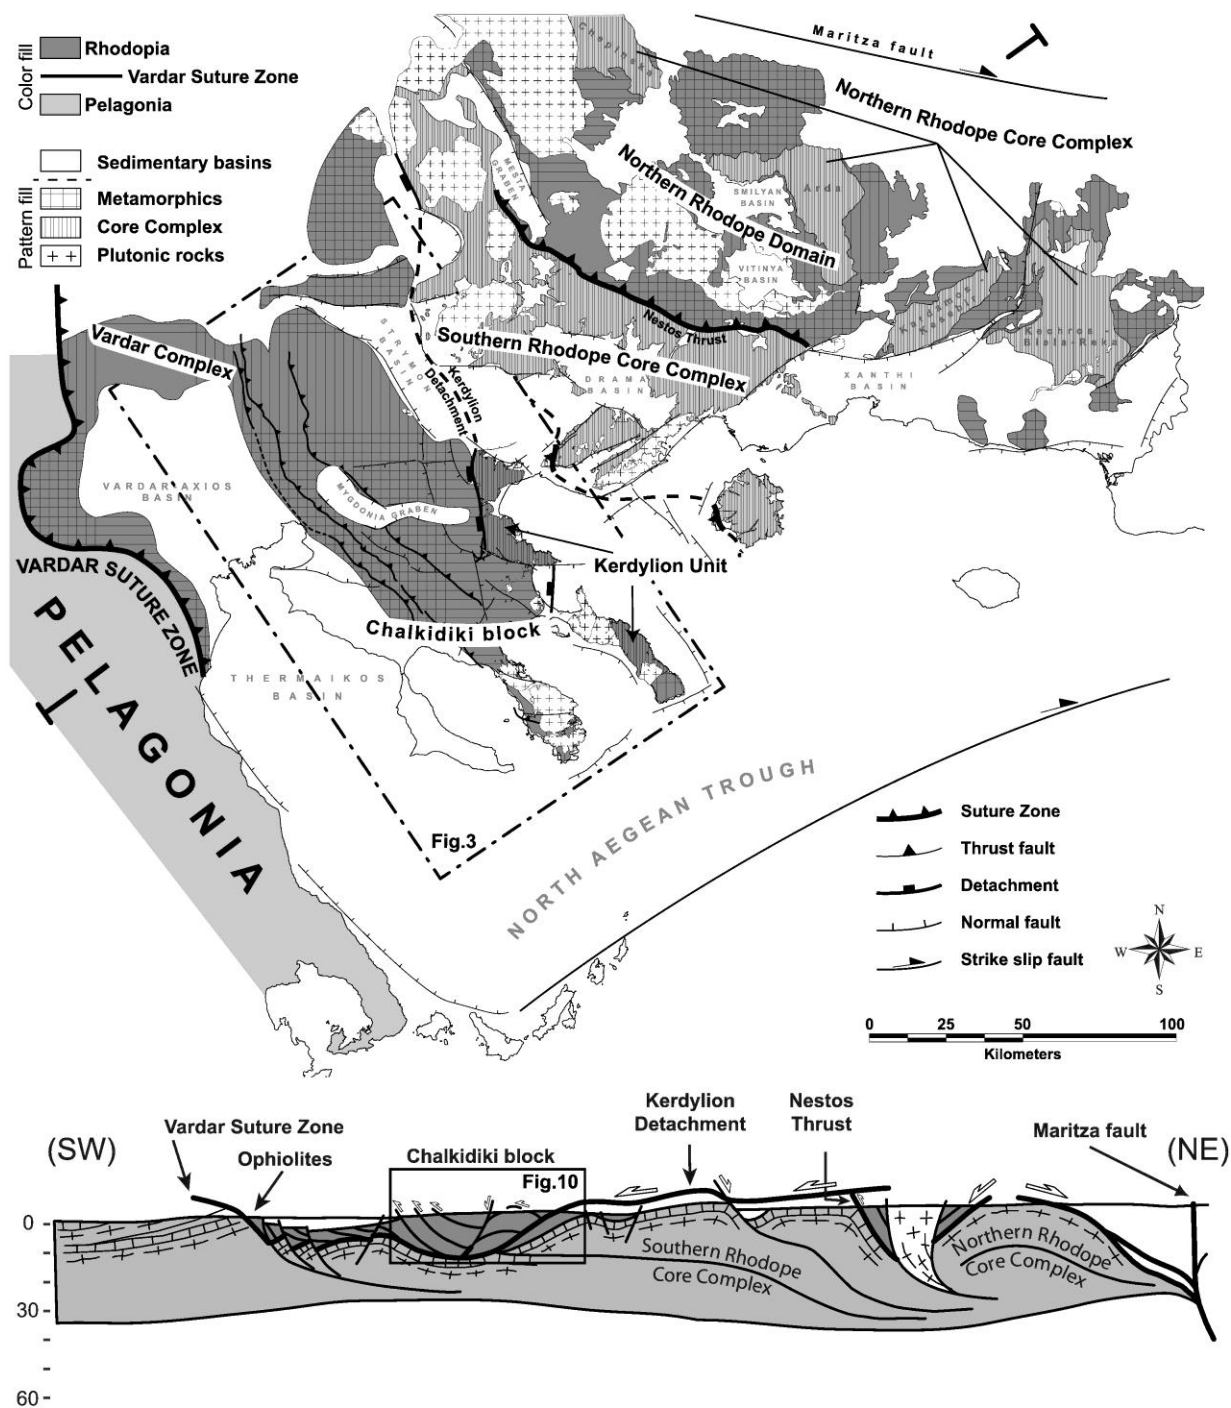 Color fill
Rhodopia
Vardar Suture Zone
Pelagonia
Pattern fill
Sedimentary basins
Metamorphics
Core Complex
Plutonic rocks
Chepinska
Maritza fault
Northern Rhodope Core Complex
MESTA
GRABEN
Northern Rhodope Domain
SMILYAN
BASIN
Arda
VITINYA
BASIN
Nestos Thrust
Kechros
Biela-Reka
Vardar Complex
STRYMON
BASIN
Kerdylion
Detachment
Southern Rhodope Core Complex
DRAMA
BASIN
XANTHI
BASIN
VARDAR-AXIOS
BASIN
MYGDONIA GRABEN
VARDAR SUTURE ZONE
Kerdylion Unit
Chalkidiki block
THERMAIKOS
BASIN
PELAGONIA
Fig.3
NORTH AEGEAN TROUGH
Suture Zone
Thrust fault
Detachment
Normal fault
Strike slip fault
N
W E
S
0 25 50 100
Kilometers
(SW)
Vardar Suture Zone
Ophiolites
Chalkidiki block
Fig.10
Kerdylion
Detachment
Nestos
Thrust
Maritza fault
(NE)
0
30
60
Southern Rhodope
Core Complex
Northern Rhodope
Core Complex